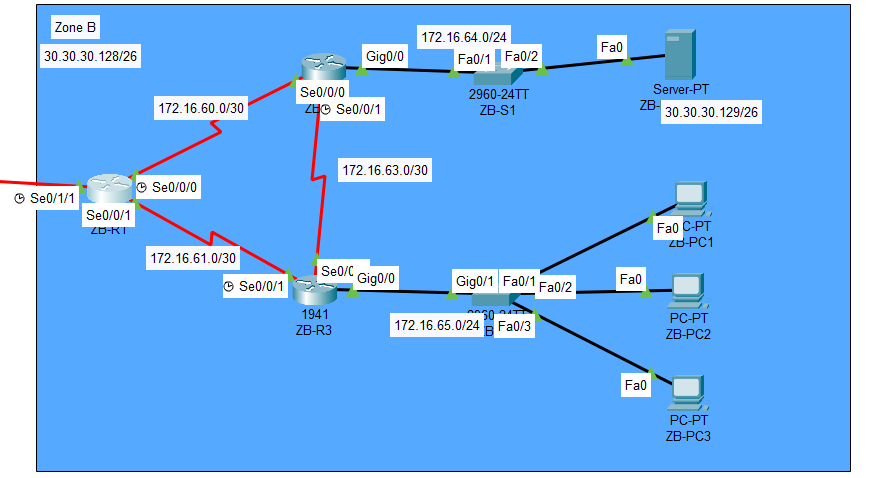 Zone B
30.30.30.128/26
172.16.64.0/24
Gig0/0
Fa0/1
Fa0/2
Fa0
Se0/0/0
Se0/0/1
2960-24TT
ZB-S1
Server-PT
ZB-
30.30.30.129/26
172.16.60.0/30
172.16.63.0/30
Se0/1/1
Se0/0/0
Se0/0/1
ZB-R1
Fa0
C-PT
ZB-PC1
172.16.61.0/30
Se0/0/1
Se0/0
Gig0/0
Gig0/1
Fa0/1
Fa0/2
Fa0
1941
ZB-R3
172.16.65.0/24
Fa0/3
PC-PT
ZB-PC2
Fa0
PC-PT
ZB-PC3